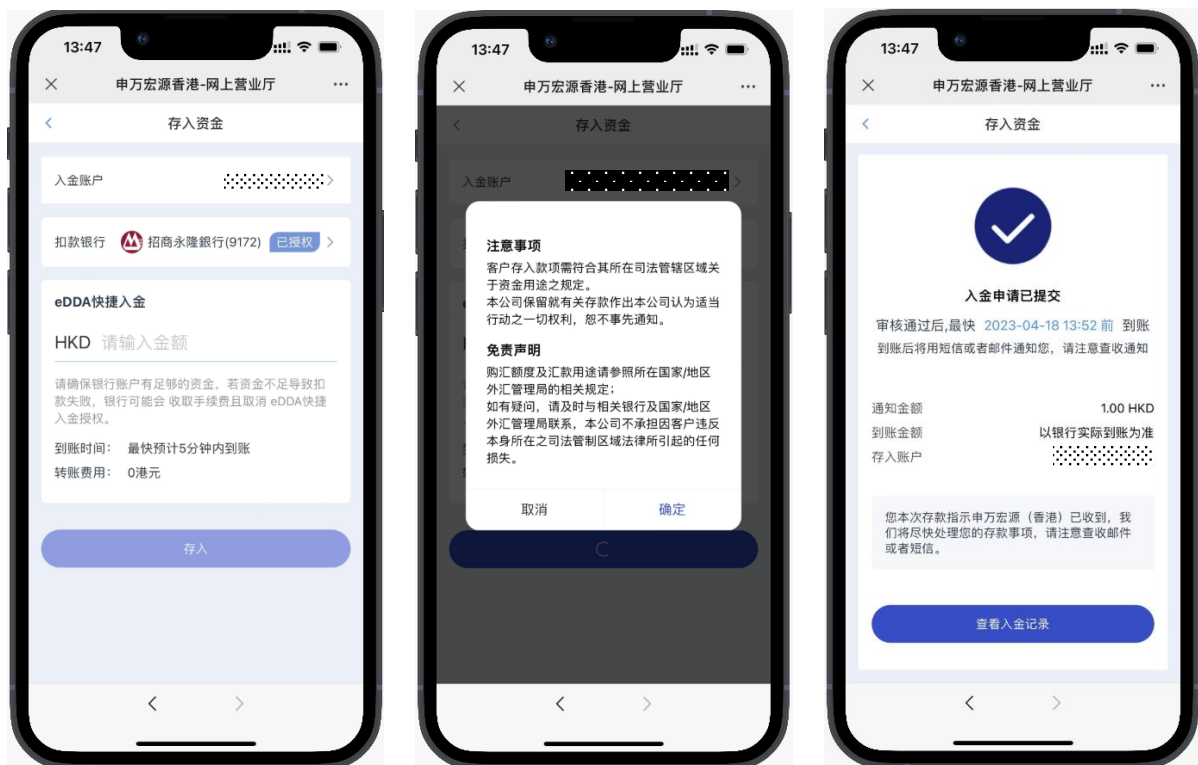 13:47
申万宏源香港-网上营业厅
存入资金
入金账户
扣款银行 招商永隆銀行(9172) 已授权
eDDA快捷入金
HKD 请输入金额
请确保银行账户有足够的资金，若资金不足导致扣
款失败，银行可能会 收取手续费且取消 eDDA快捷
入金授权。
到账时间： 最快预计5分钟内到账
转账费用： 0港元
存入
13:47
申万宏源香港-网上营业厅
存入资金
入金账户
注意事项
客户存入款项需符合其所在司法管辖区域关
于资金用途之规定。
本公司保留就有关存款作出本公司认为适当
行动之一切权利，恕不事先通知。
免责声明
购汇额度及汇款用途请参照所在国家/地区
外汇管理局的相关规定；
如有疑问，请及时与相关银行及国家/地区
外汇管理局联系，本公司不承担因客户违反
本身所在之司法管制区域法律所引起的任何
损失。
取消 确定
13:47
申万宏源香港-网上营业厅
存入资金
入金申请已提交
审核通过后,最快 2023-04-18 13:52 前 到账
到账后将用短信或者邮件通知您，请注意查收通知
通知金额 1.00 HKD
到账金额 以银行实际到账为准
存入账户
您本次存款指示申万宏源（香港）已收到，我
们将尽快处理您的存款事项，请注意查收邮件
或者短信。
查看入金记录